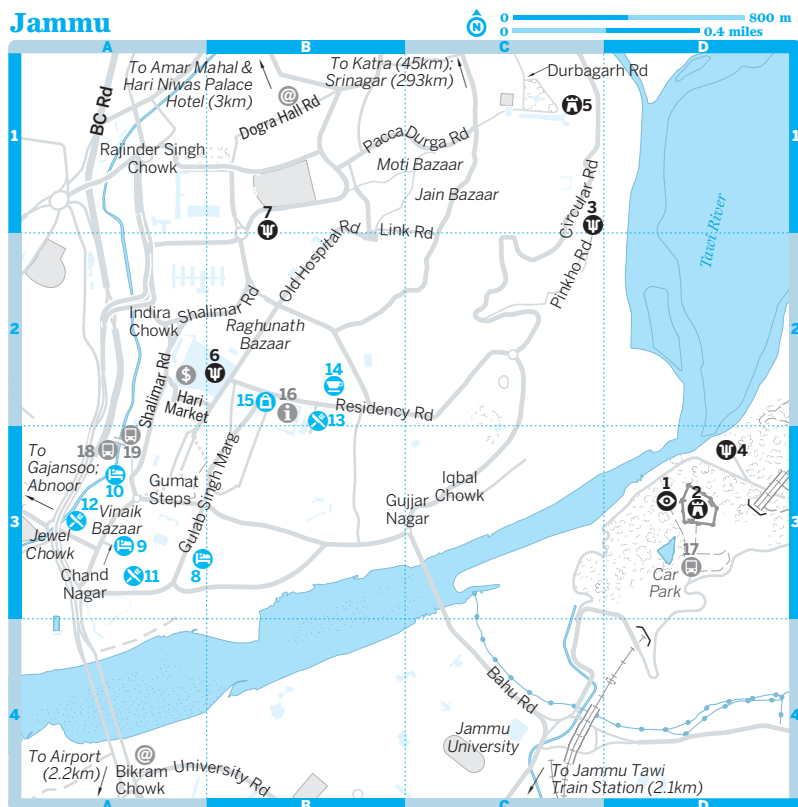 Jammu
N
0 800 m
0 0.4 miles
A B C D
To Amar Mahal &
Hari Niwas Palace
Hotel (3km)
To Katra (45km);
Srinagar (293km)
Durbagarh Rd
@
5
BC Rd
Dogra Hall Rd
Pacca Durga Rd
1 1
Rajinder Singh
Chowk
Moti Bazaar
Jain Bazaar
Circular Rd
7
3
Link Rd
Old Hospital Rd
Pinkho Rd
Tawi River
Indira
Chowk
Shalimar Rd
Raghunath
Bazaar
2 2
6
$
Shalimar Rd
Hari
Market
14
15
16
13
Residency Rd
18
19
To
Gajansoo;
Abnoor
10
Gumat
Steps
Gulab Singh Marg
Iqbal
Chowk
Gujjar
Nagar
4
1
2
12
Vinaik
Bazaar
3 3
Jewel
Chowk
9
8
11
Chand
Nagar
17
Car
Park
Bahu Rd
4 4
Jammu
University
To Airport
(2.2km)
@
Bikram
Chowk
University Rd
To Jammu Tawi
Train Station (2.1km)
A B C D